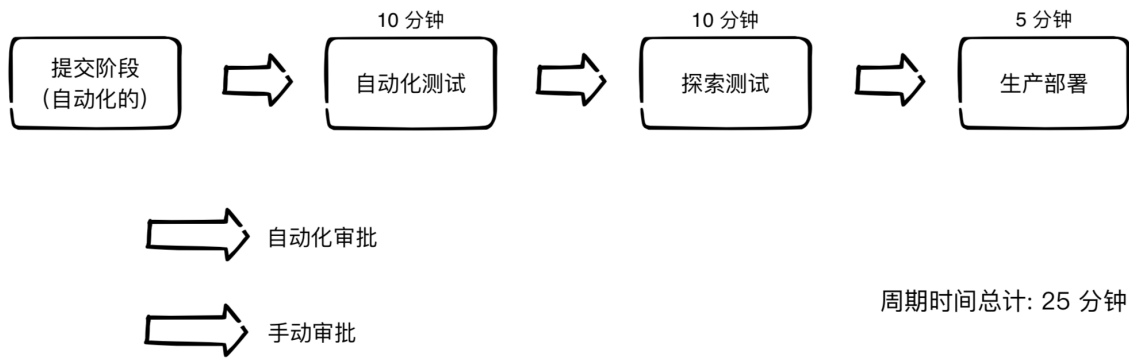 10 分钟
10 分钟
5 分钟
提交阶段
(自动化的)
自动化测试
探索测试
生产部署
自动化审批
周期时间总计: 25 分钟
手动审批